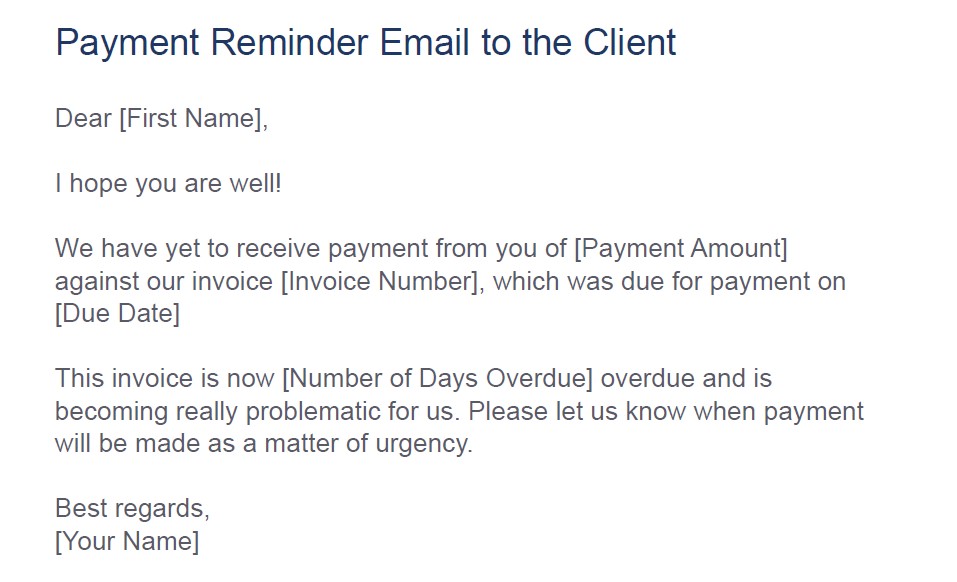 Payment Reminder Email to the Client
Dear [First Name],
I hope you are well!
We have yet to receive payment from you of [Payment Amount]
against our invoice [Invoice Number], which was due for payment on
[Due Date]
This invoice is now [Number of Days Overdue] overdue and is
becoming really problematic for us. Please let us know when payment
will be made as a matter of urgency.
Best regards,
[Your Name]